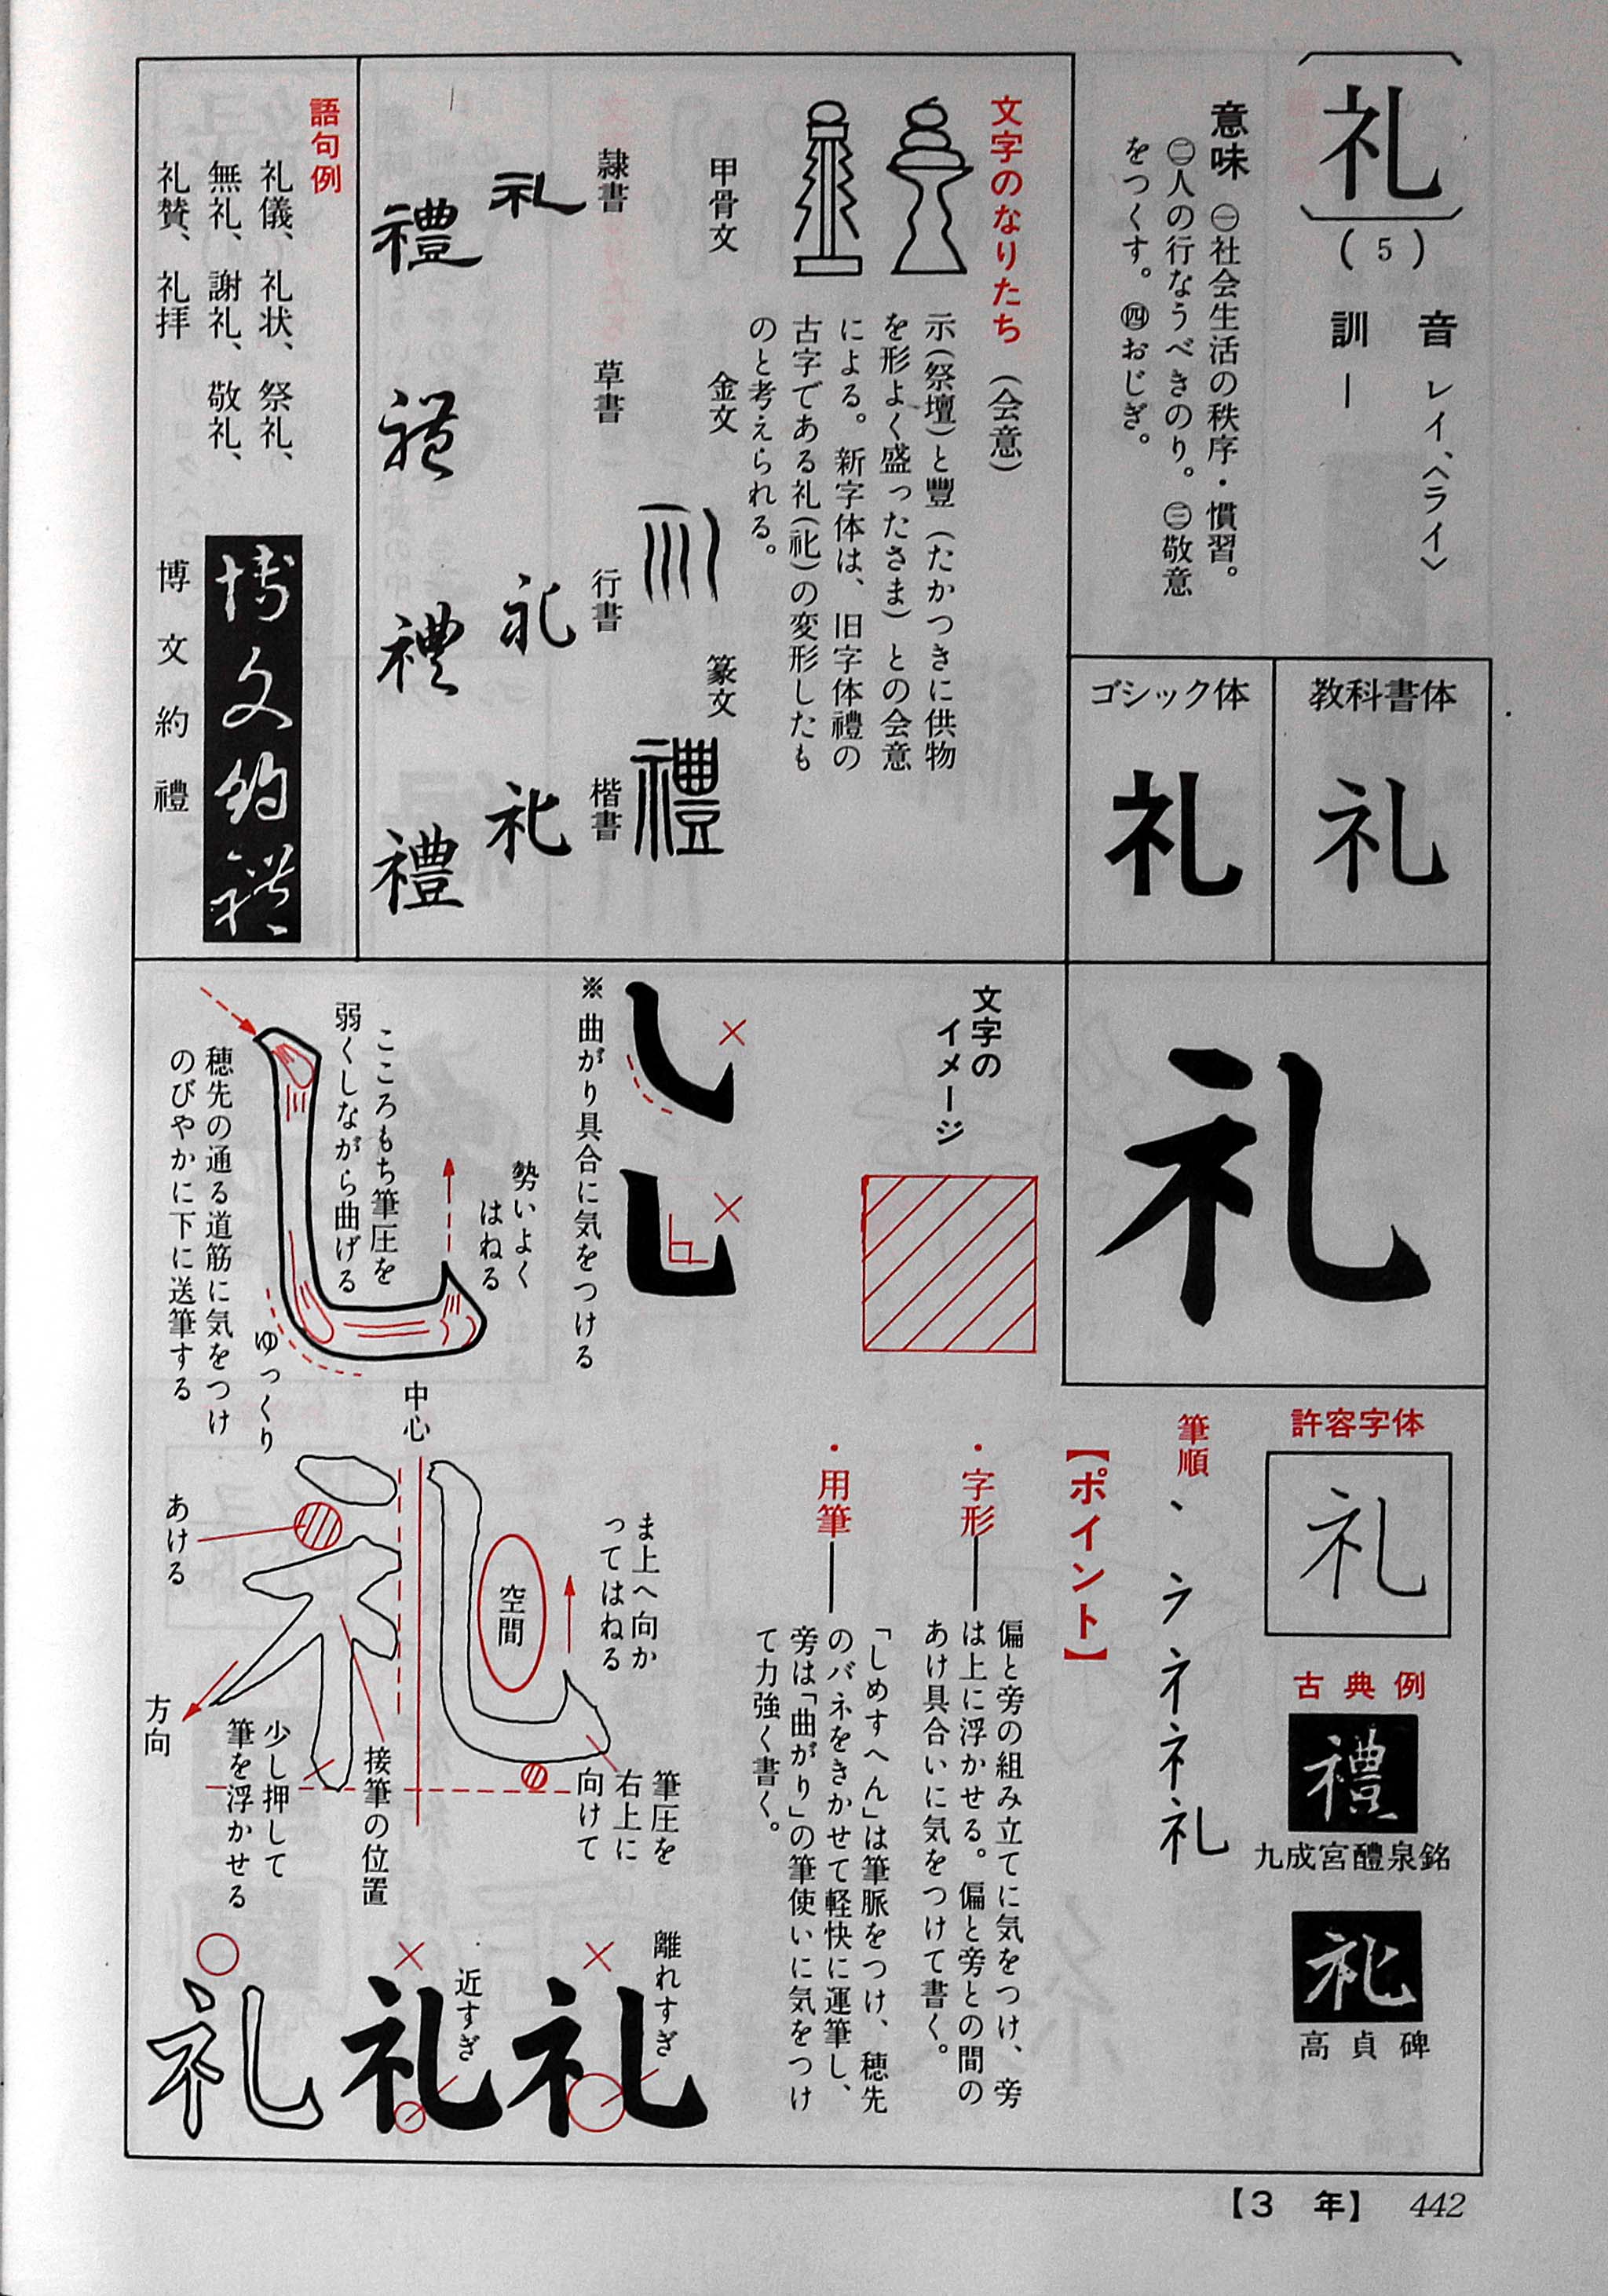 礼
(5)
音 レイ、〈ライ〉
訓 ―
意味 ㊀社会生活の秩序・慣習。
㊁人の行なうべきのり。㊂敬意
をつくす。㊃おじぎ。
教科書体
礼
ゴシック体
礼
文字のなりたち (会意)
示(祭壇)と豐(たかつきに供物
を形よく盛ったさま)との会意
による。新字体は、旧字体禮の
古字である礼(𠃞)の変形したも
のと考えられる。
甲骨文 金文 篆文
禮
隷書 草書 行書 楷書
礼 礼 礼
禮 禮 禮 禮
語句例
礼儀、礼状、祭礼、
無礼、謝礼、敬礼、
礼賛、礼拝
博文約禮
博文約禮
礼
許容字体
礼
古典例
禮
九成宮醴泉銘
礼
高貞碑
筆順
丶 ラ ネ ネ 礼
【ポイント】
・字形―偏と旁の組み立てに気をつけ、旁
は上に浮かせる。偏と旁との間の
あけ具合いに気をつけて書く。
・用筆―「しめすへん」は筆脈をつけ、穂先
のバネをきかせて軽快に運筆し、
旁は「曲がり」の筆使いに気をつけ
て力強く書く。
文字の
イメージ
※曲がり具合に気をつける
勢いよく
はねる
こころもち筆圧を
弱くしながら曲げる
穂先の通る道筋に気をつけ
のびやかに下に送筆する
ゆっくり
中心
ま上へ向か
ってはねる
空間
あける
方向
筆圧を
右上に
向けて
接筆の位置
少し押して
筆を浮かせる
離れすぎ
礼
近すぎ
礼
礼
【3 年】 442